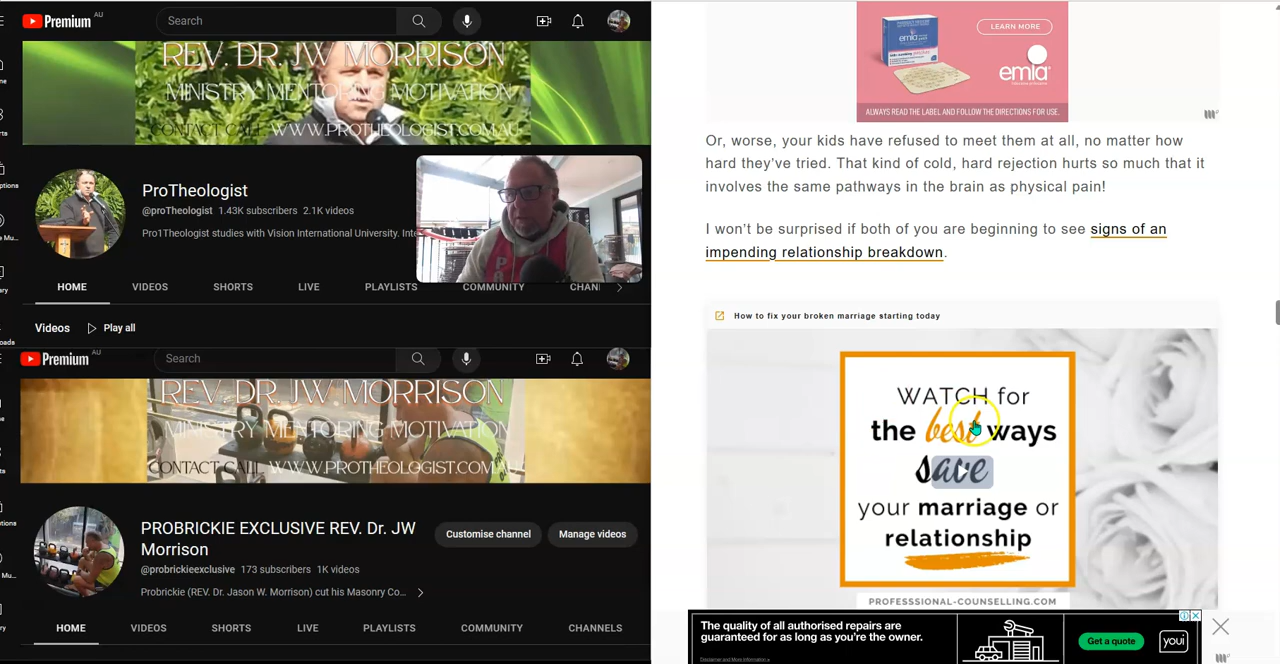 Premium AU
Search
REV. DR. JW MORRISON
MINISTRY MENTORING MOTIVATION
CONTACT CALL WWW.PROTHEOLOGIST.COM.AU
ProTheologist
@proTheologist 1.43K subscribers 2.1K videos
Pro1Theologist studies with Vision International University. Inte
HOME VIDEOS SHORTS LIVE PLAYLISTS COMMUNITY CHAN
Videos Play all
Premium AU
Search
REV. DR. JW MORRISON
MINISTRY MENTORING MOTIVATION
CONTACT CALL WWW.PROTHEOLOGIST.COM.AU
PROBRICKIE EXCLUSIVE REV. Dr. JW
Morrison
Customise channel
Manage videos
@probrickieexclusive 173 subscribers 1K videos
Probrickie (REV. Dr. Jason W. Morrison) cut his Masonry Co...
HOME VIDEOS SHORTS LIVE PLAYLISTS COMMUNITY CHANNELS
LEARN MORE
emla
emla
ALWAYS READ THE LABEL AND FOLLOW THE DIRECTIONS FOR USE.
Or, worse, your kids have refused to meet them at all, no matter how
hard they've tried. That kind of cold, hard rejection hurts so much that it
involves the same pathways in the brain as physical pain!
I won't be surprised if both of you are beginning to see signs of an
impending relationship breakdown.
How to fix your broken marriage starting today
WATCH for
the best ways
save
your marriage or
relationship
PROFESSSIONAL-COUNSELLING.COM
The quality of all authorised repairs are
guaranteed for as long as you're the owner.
Get a quote
youi